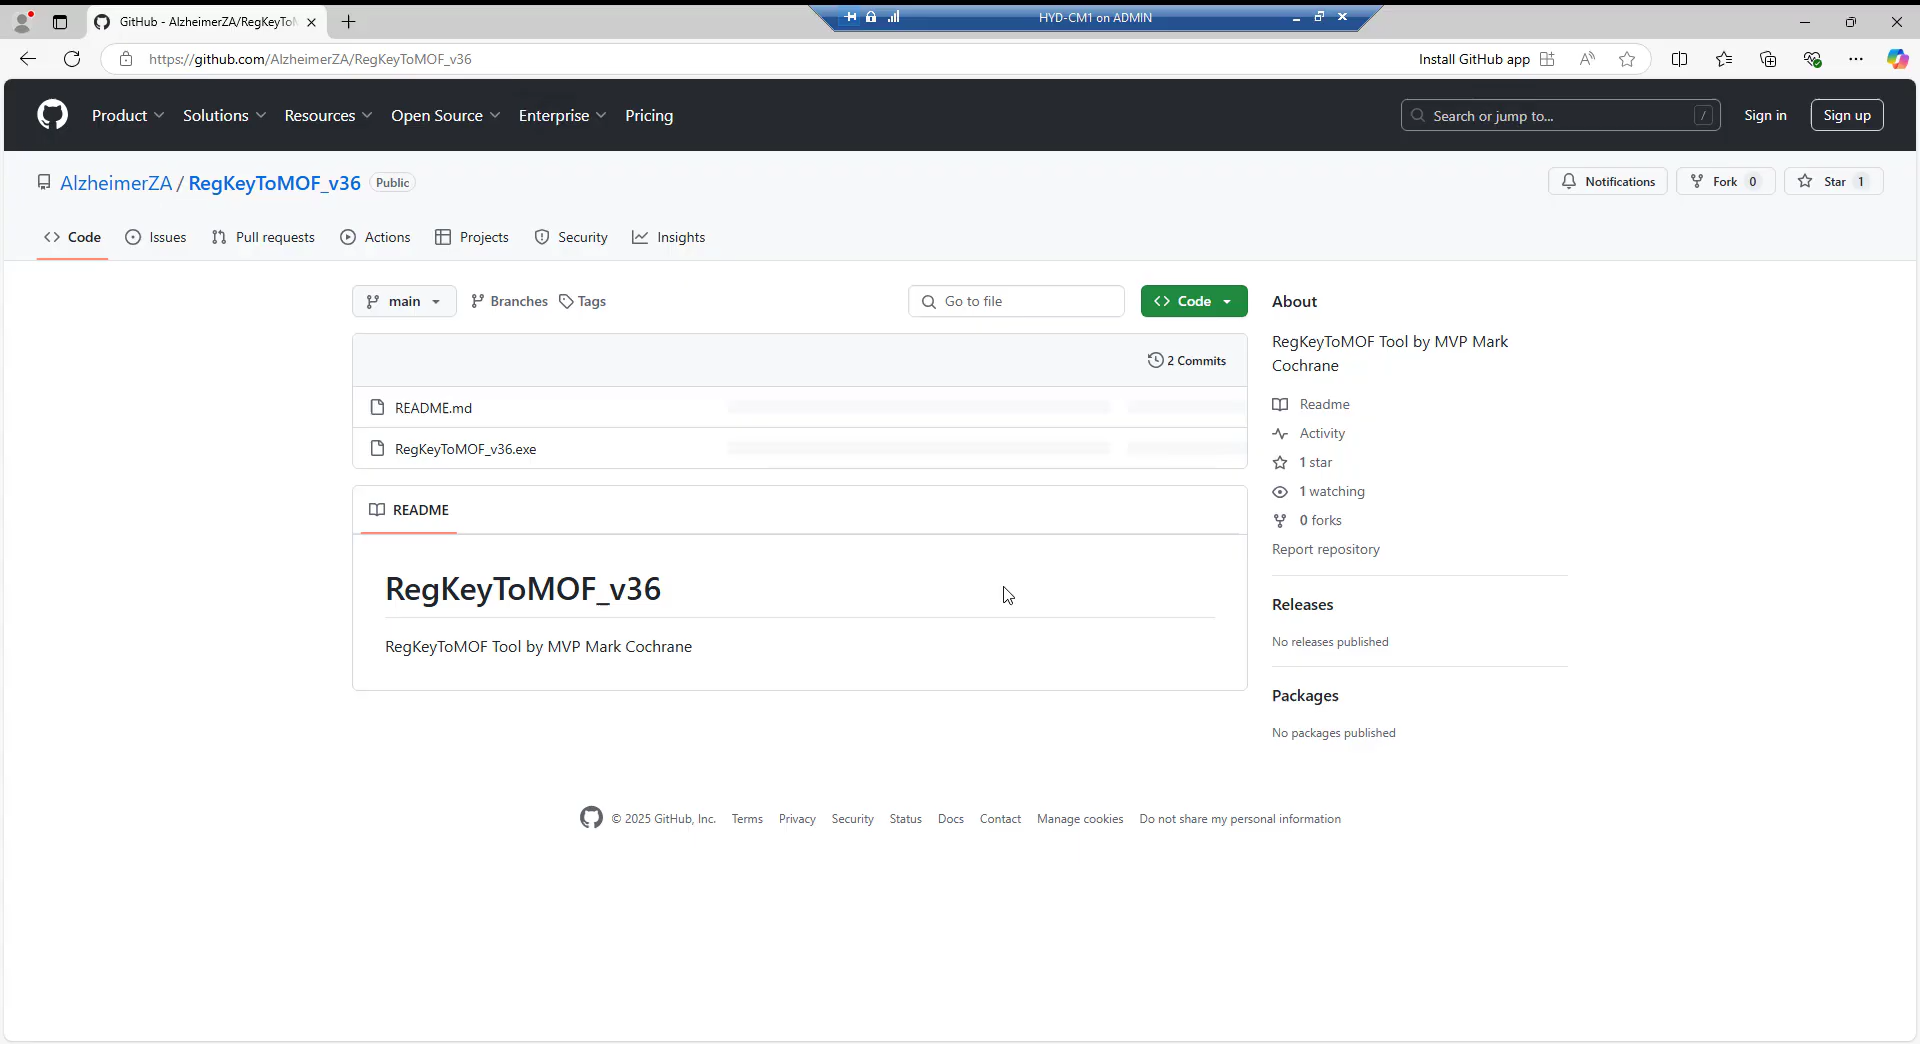 GitHub - AlzheimerZA/RegKeyToM
HYD-CM1 on ADMIN
https://github.com/AlzheimerZA/RegKeyToMOF_v36
Install GitHub app
Product
Solutions
Resources
Open Source
Enterprise
Pricing
Search or jump to...
/
Sign in
Sign up
AlzheimerZA / RegKeyToMOF_v36
Public
Notifications
Fork 0
Star 1
Code
Issues
Pull requests
Actions
Projects
Security
Insights
main
Branches
Tags
Go to file
Code
2 Commits
README.md
RegKeyToMOF_v36.exe
README
RegKeyToMOF_v36
RegKeyToMOF Tool by MVP Mark Cochrane
About
RegKeyToMOF Tool by MVP Mark
Cochrane
Readme
Activity
1 star
1 watching
0 forks
Report repository
Releases
No releases published
Packages
No packages published
© 2025 GitHub, Inc.
Terms
Privacy
Security
Status
Docs
Contact
Manage cookies
Do not share my personal information